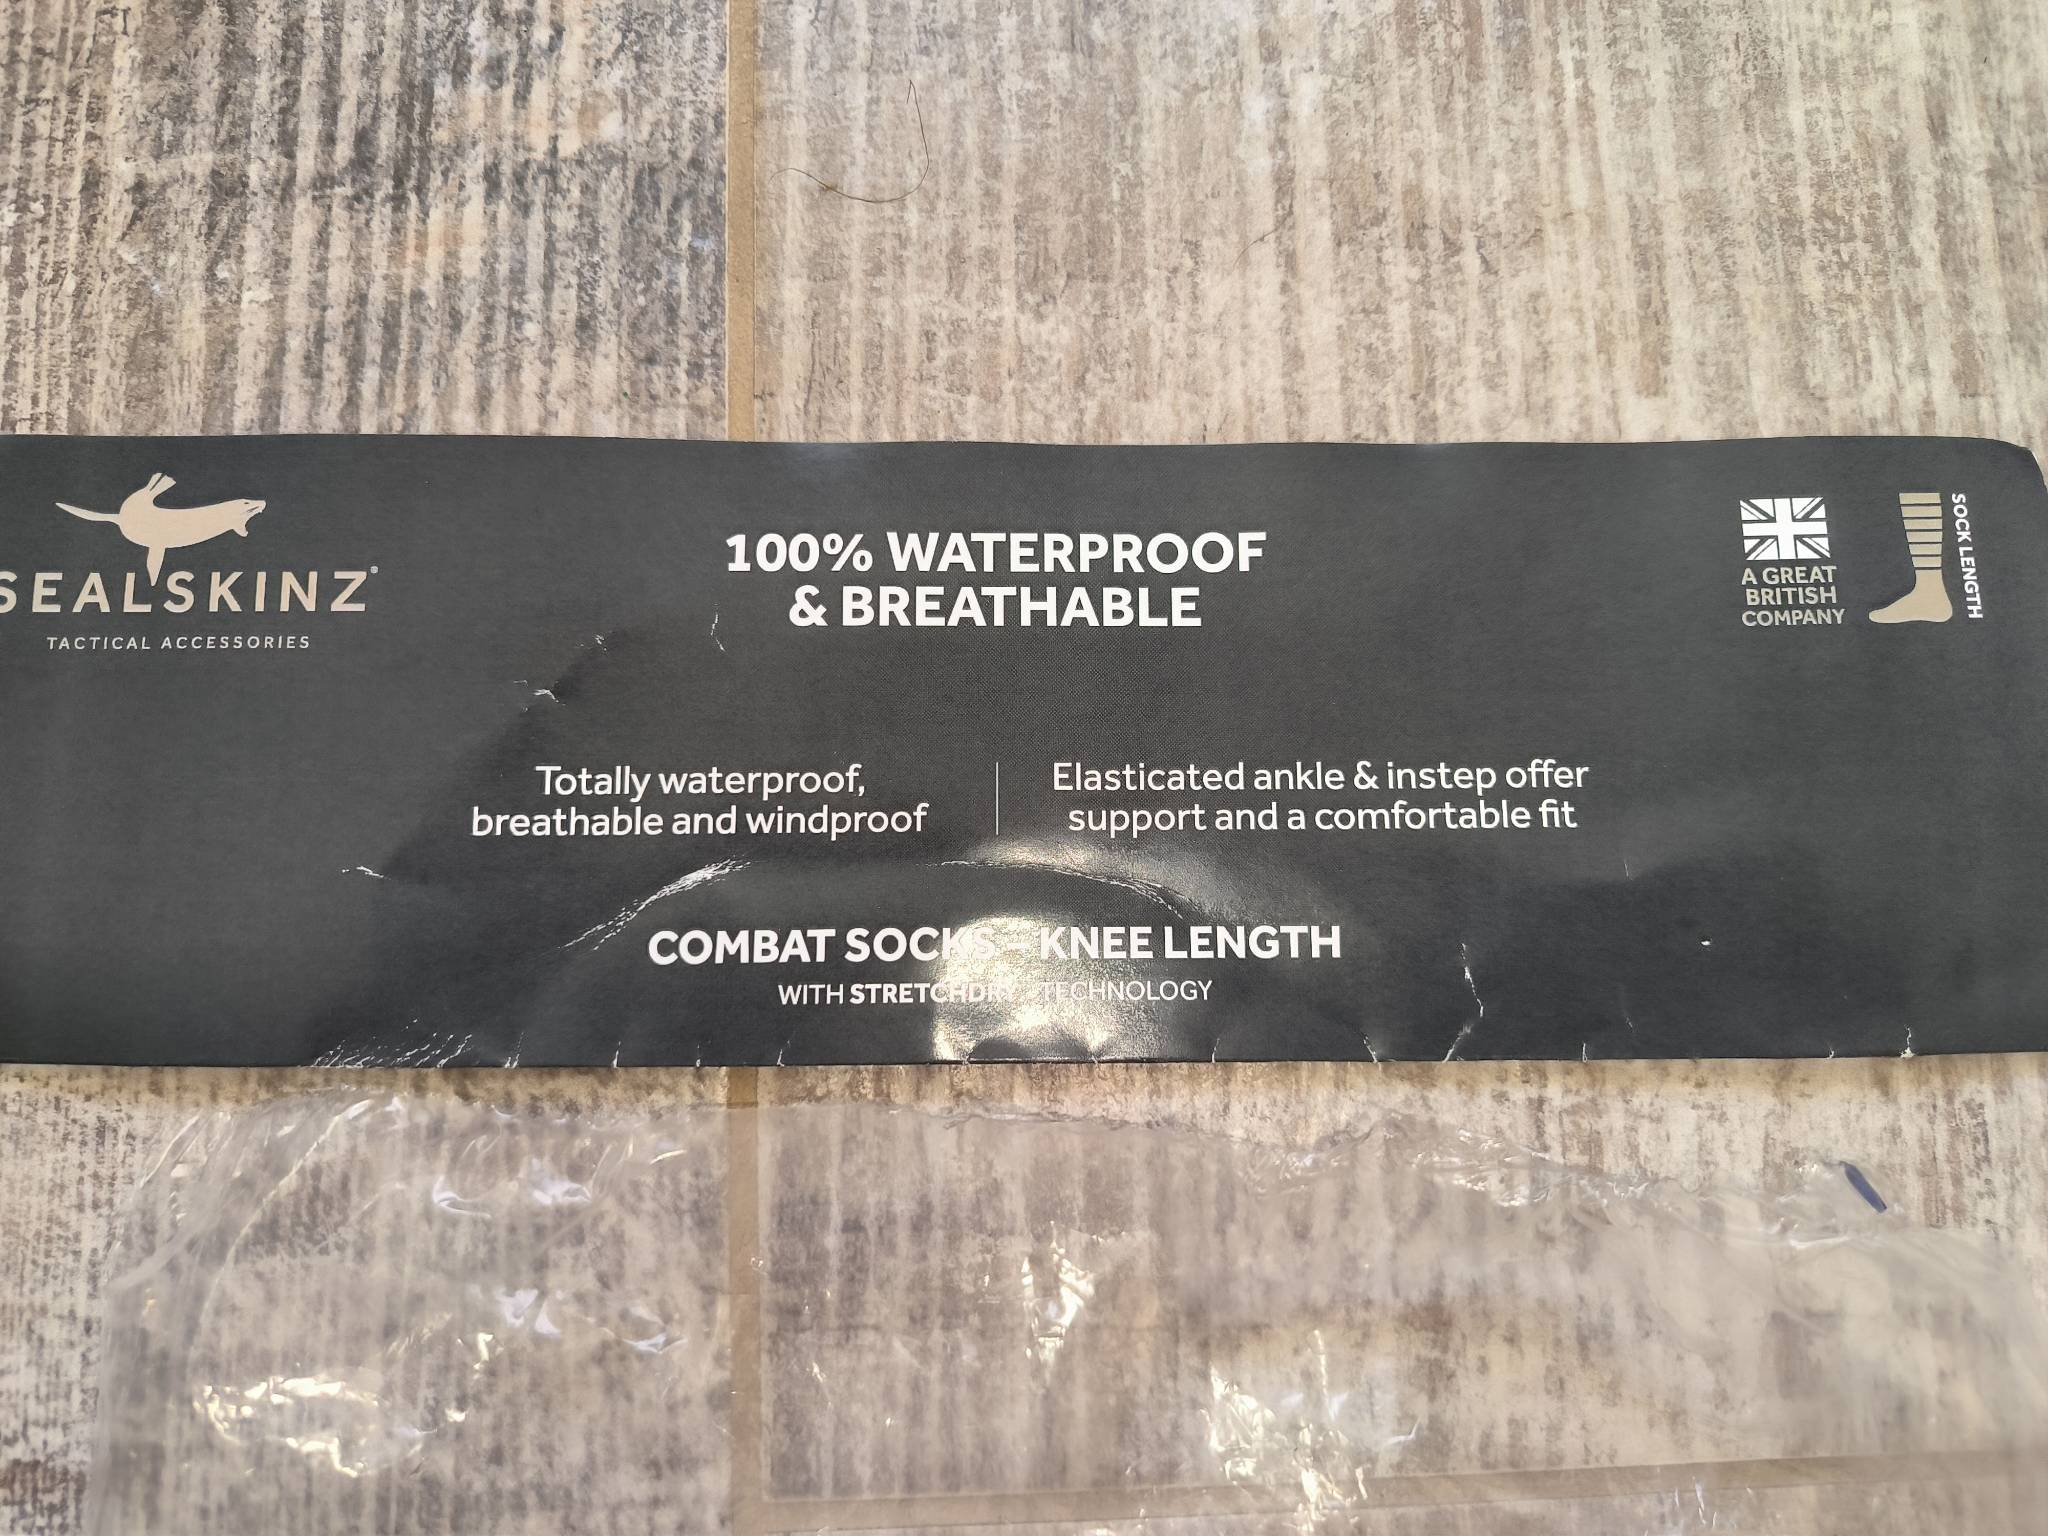 SEALSKINZ®
TACTICAL ACCESSORIES
100% WATERPROOF
& BREATHABLE
A GREAT
BRITISH
COMPANY
SOCK LENGTH
Totally waterproof,
breathable and windproof
Elasticated ankle & instep offer
support and a comfortable fit
COMBAT SOCKS – KNEE LENGTH
WITH STRETCHDRY TECHNOLOGY